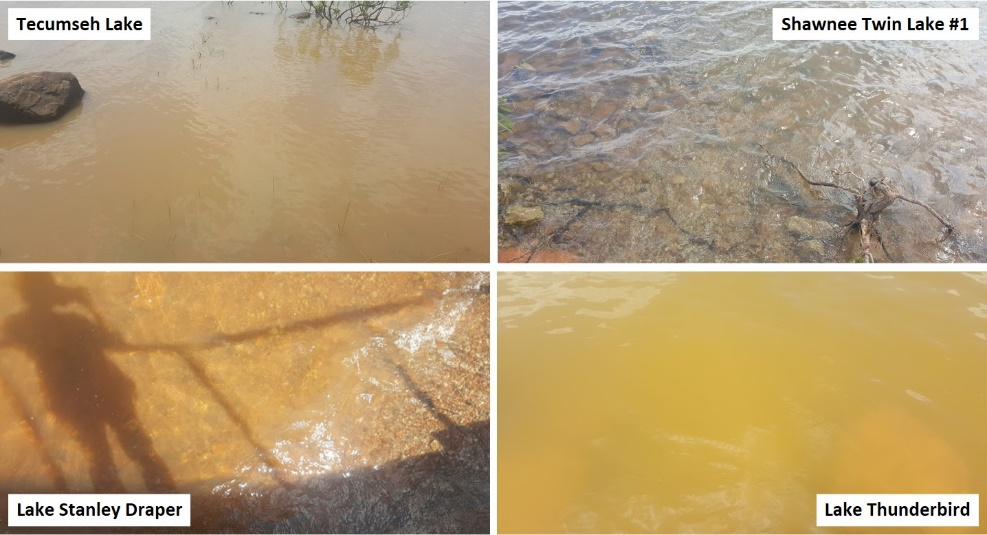 Tecumseh Lake
Shawnee Twin Lake #1
Lake Stanley Draper
Lake Thunderbird